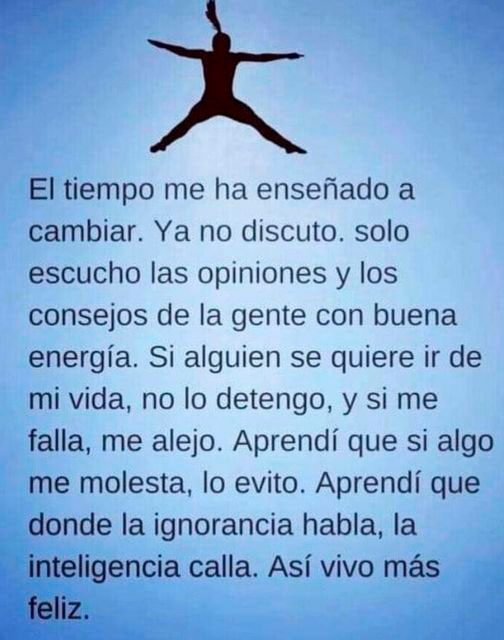 El tiempo me ha enseñado a
cambiar. Ya no discuto. solo
escucho las opiniones y los
consejos de la gente con buena
energía. Si alguien se quiere ir de
mi vida, no lo detengo, y si me
falla, me alejo. Aprendí que si algo
me molesta, lo evito. Aprendí que
donde la ignorancia habla, la
inteligencia calla. Así vivo más
feliz.